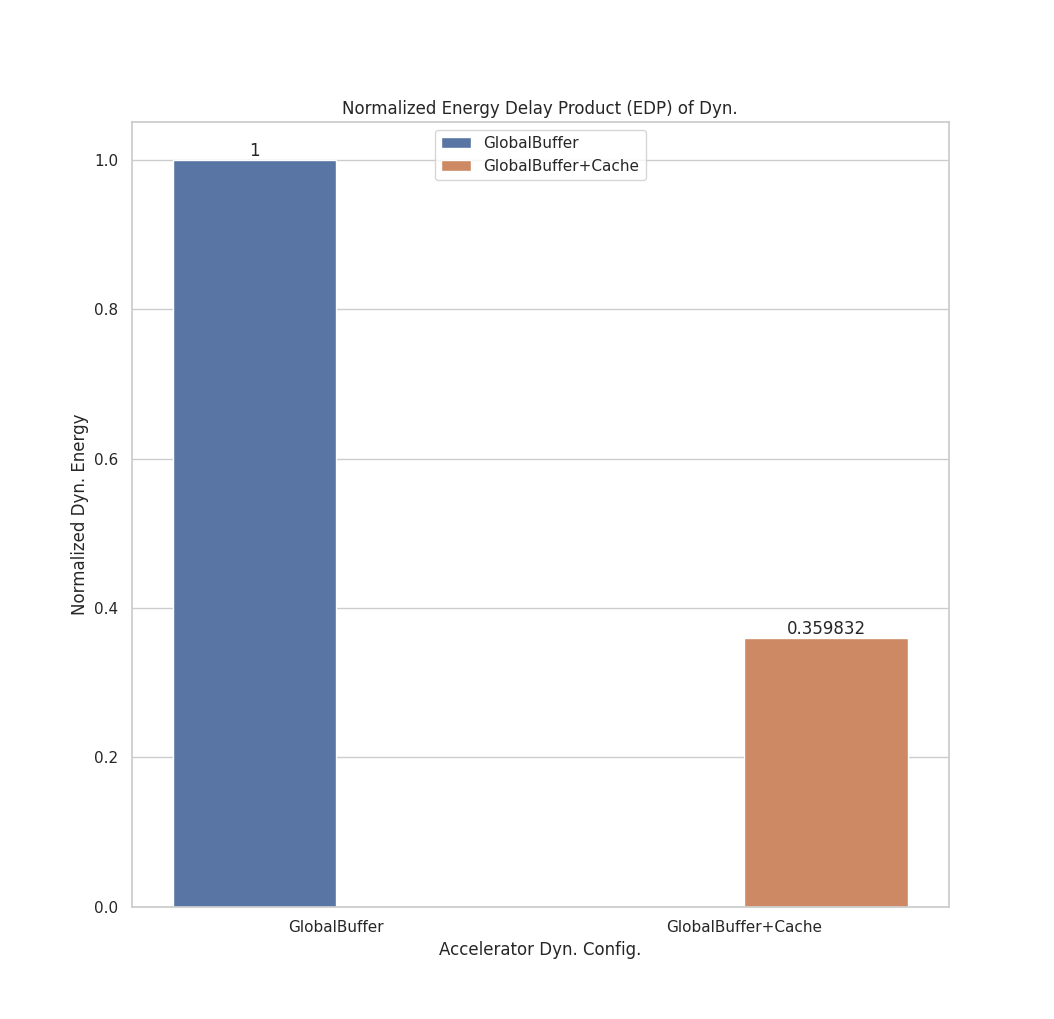 Normalized Energy Delay Product (EDP) of Dyn.
GlobalBuffer
GlobalBuffer+Cache
1
0.359832
1.0
0.8
0.6
0.4
0.2
0.0
Normalized Dyn. Energy
GlobalBuffer
GlobalBuffer+Cache
Accelerator Dyn. Config.